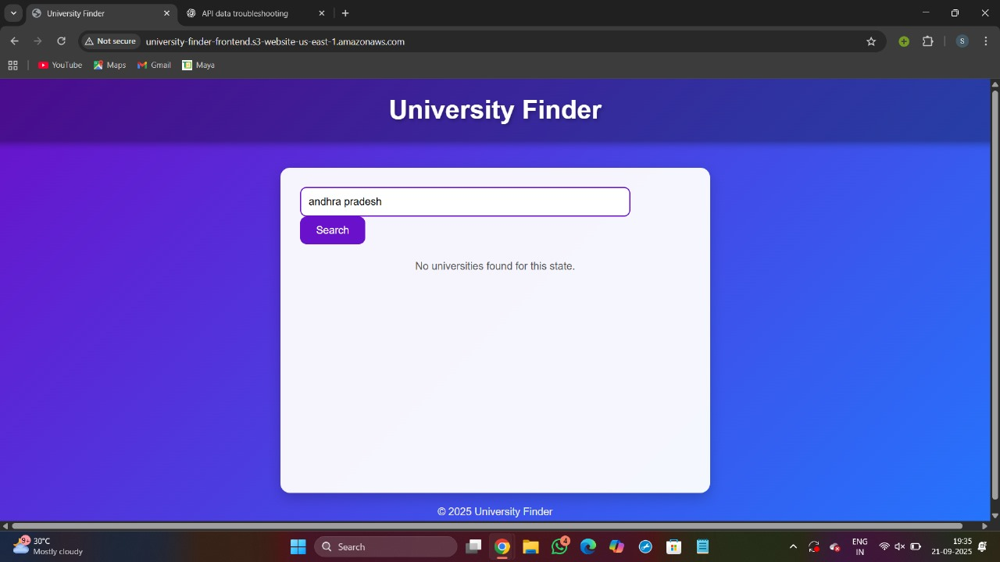 University Finder
API data troubleshooting
Not secure
university-finder-frontend.s3-website-us-east-1.amazonaws.com
S
YouTube
Maps
Gmail
Maya
University Finder
andhra pradesh
Search
No universities found for this state.
© 2025 University Finder
9+
30°C
Mostly cloudy
Search
4
ENG
IN
19:35
21-09-2025